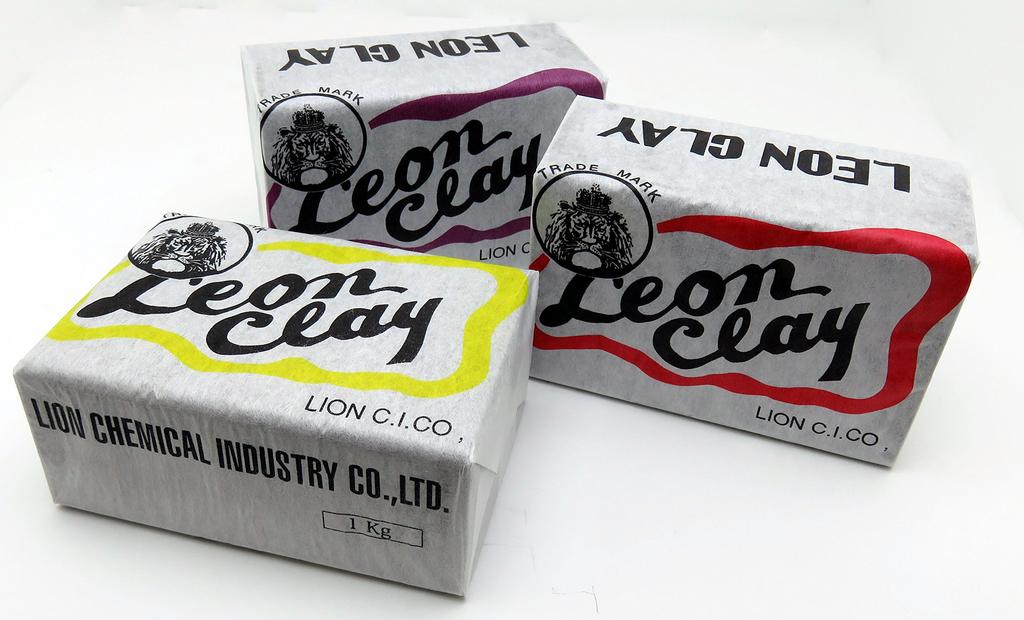 LEON CLAY
TRADE MARK
Leon
Clay
LION C
LEON CLAY
TRADE MARK
Leon
Clay
LION C.I.CO,
Leon
Clay
LION C.I.CO,
LION CHEMICAL INDUSTRY CO.,LTD.
1 Kg